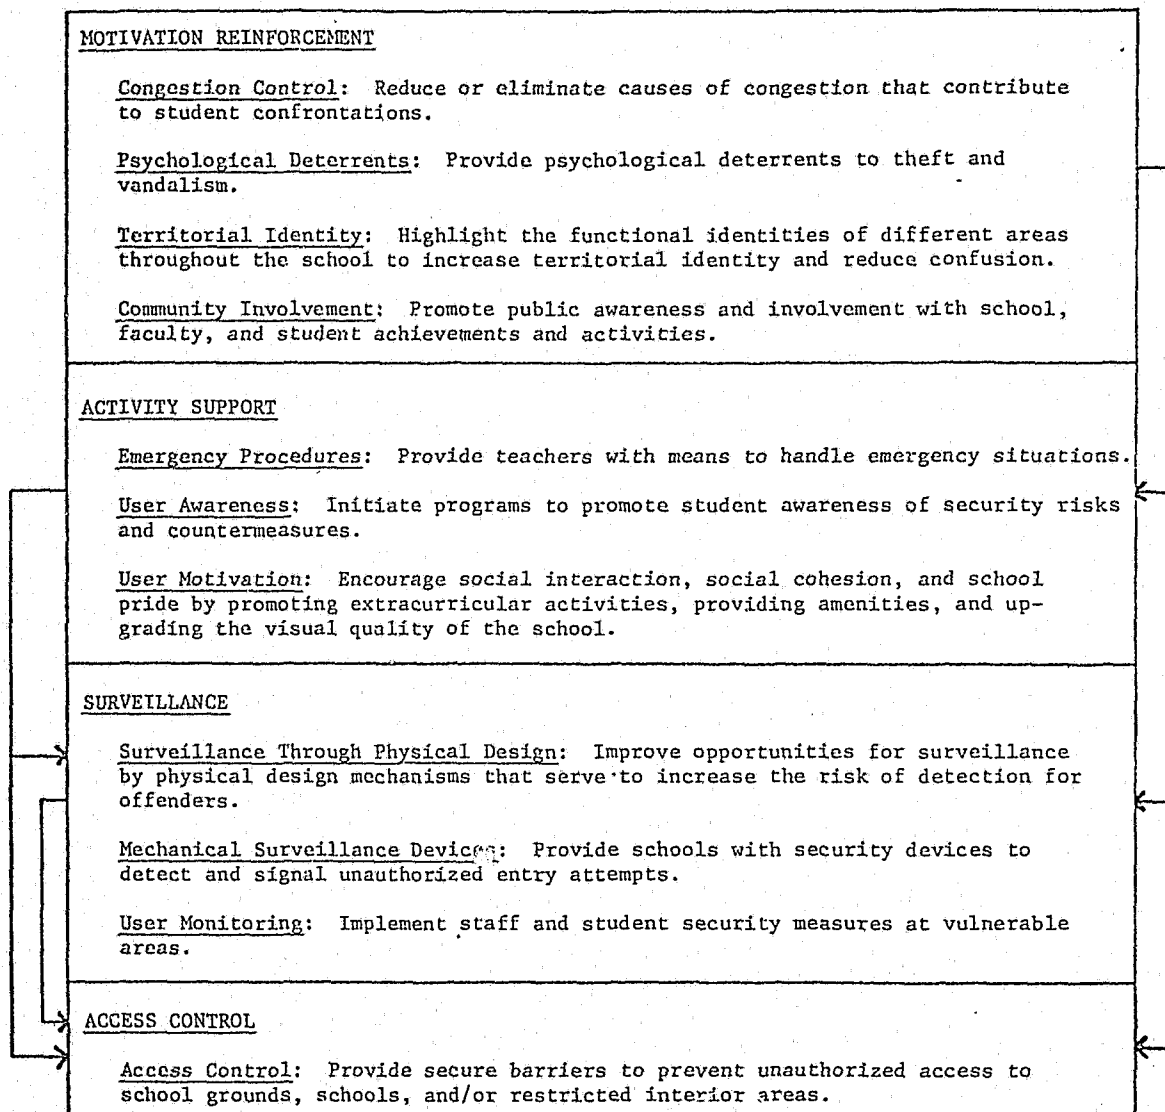 MOTIVATION REINFORCEMENT
Congestion Control: Reduce or eliminate causes of congestion that contribute
to student confrontations.
Psychological Deterrents: Provide psychological deterrents to theft and
vandalism.
Territorial Identity: Highlight the functional identities of different areas
throughout the school to increase territorial identity and reduce confusion.
Community Involvement: Promote public awareness and involvement with school,
faculty, and student achievements and activities.
ACTIVITY SUPPORT
Emergency Procedures: Provide teachers with means to handle emergency situations.
User Awareness: Initiate programs to promote student awareness of security risks
and countermeasures.
User Motivation: Encourage social interaction, social cohesion, and school
pride by promoting extracurricular activities, providing amenities, and up-
grading the visual quality of the school.
SURVEILLANCE
Surveillance Through Physical Design: Improve opportunities for surveillance
by physical design mechanisms that serve to increase the risk of detection for
offenders.
Mechanical Surveillance Devices: Provide schools with security devices to
detect and signal unauthorized entry attempts.
User Monitoring: Implement staff and student security measures at vulnerable
areas.
ACCESS CONTROL
Access Control: Provide secure barriers to prevent unauthorized access to
school grounds, schools, and/or restricted interior areas.